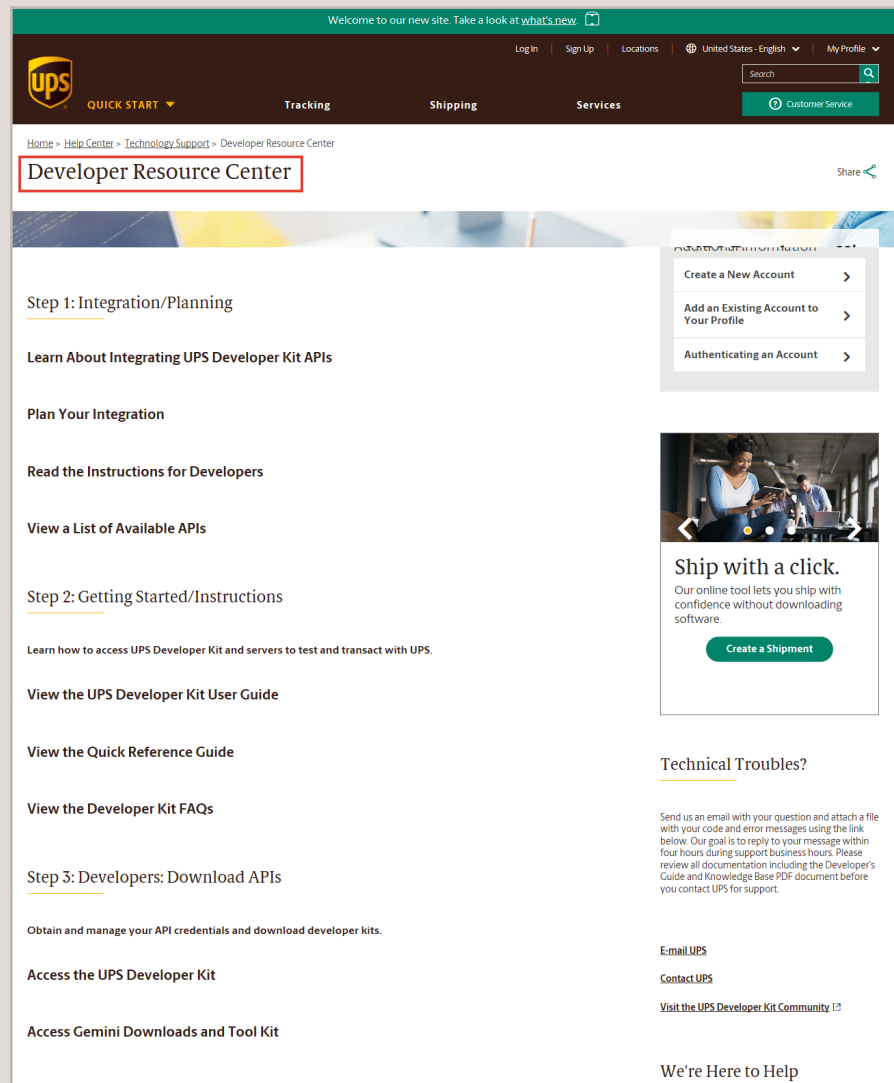 Welcome to our new site. Take a look at what's new.
Log In
Sign Up
Locations
United States - English
My Profile
ups
Search
QUICK START
Tracking
Shipping
Services
Customer Service
Home > Help Center > Technology Support > Developer Resource Center
Developer Resource Center
Share
Additional Information
Create a New Account
Add an Existing Account to
Your Profile
Authenticating an Account
Step 1: Integration/Planning
Learn About Integrating UPS Developer Kit APIs
Plan Your Integration
Read the Instructions for Developers
View a List of Available APIs
Step 2: Getting Started/Instructions
Learn how to access UPS Developer Kit and servers to test and transact with UPS.
View the UPS Developer Kit User Guide
View the Quick Reference Guide
View the Developer Kit FAQs
Step 3: Developers: Download APIs
Obtain and manage your API credentials and download developer kits.
Access the UPS Developer Kit
Access Gemini Downloads and Tool Kit
Ship with a click.
Our online tool lets you ship with
confidence without downloading
software.
Create a Shipment
Technical Troubles?
Send us an email with your question and attach a file
with your code and error messages using the link
below. Our goal is to reply to your message within
four hours during support business hours. Please
review all documentation including the Developer's
Guide and Knowledge Base PDF document before
you contact UPS for support.
E-mail UPS
Contact UPS
Visit the UPS Developer Kit Community
We're Here to Help